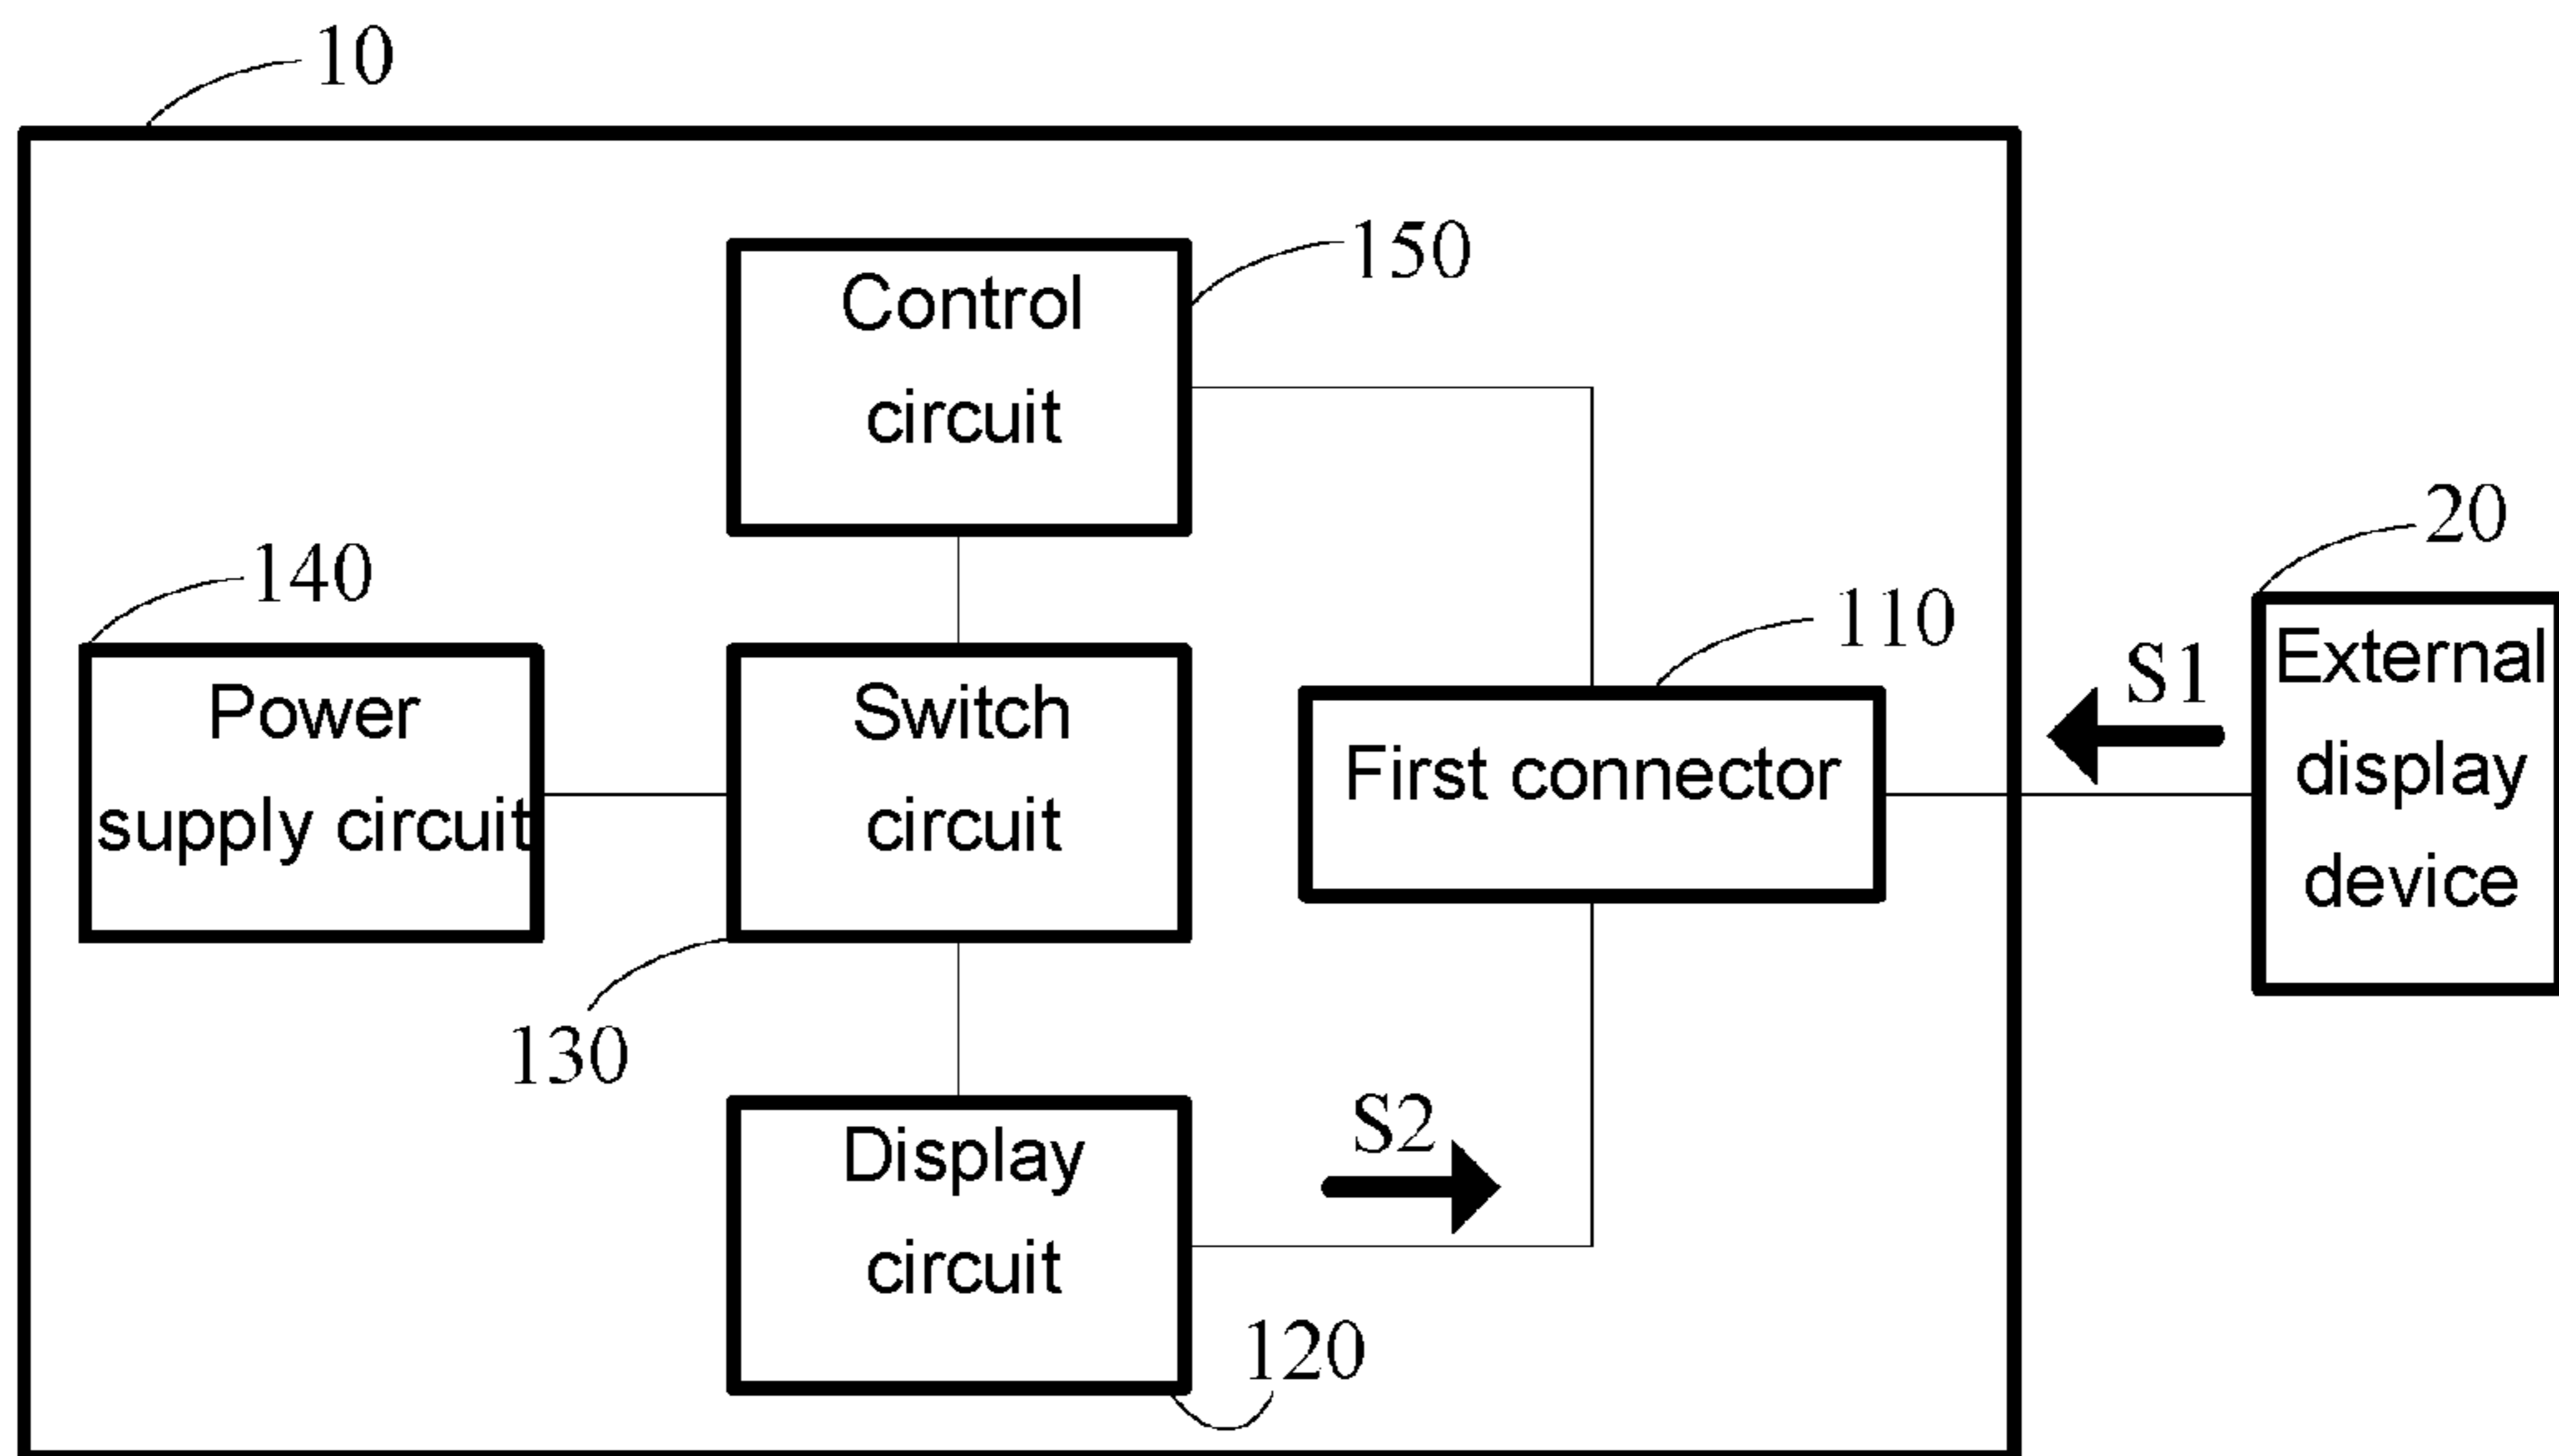 10
Control
circuit
150
140
Power
supply circuit
Switch
circuit
130
110
First connector
S1
20
External
display
device
Display
circuit
S2
120